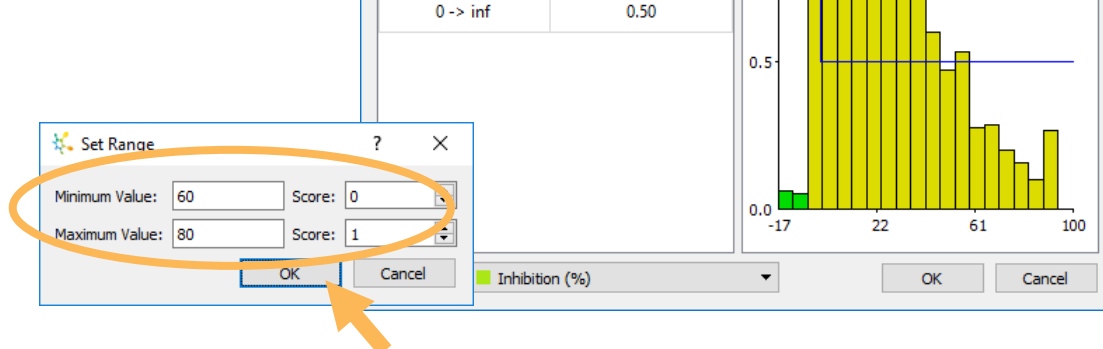 0 -> inf 0.50
0.5
Set Range ? ×
Minimum Value: 60 Score: 0
Maximum Value: 80 Score: 1
0.0
-17 22 61 100
OK Cancel
Inhibition (%) OK Cancel